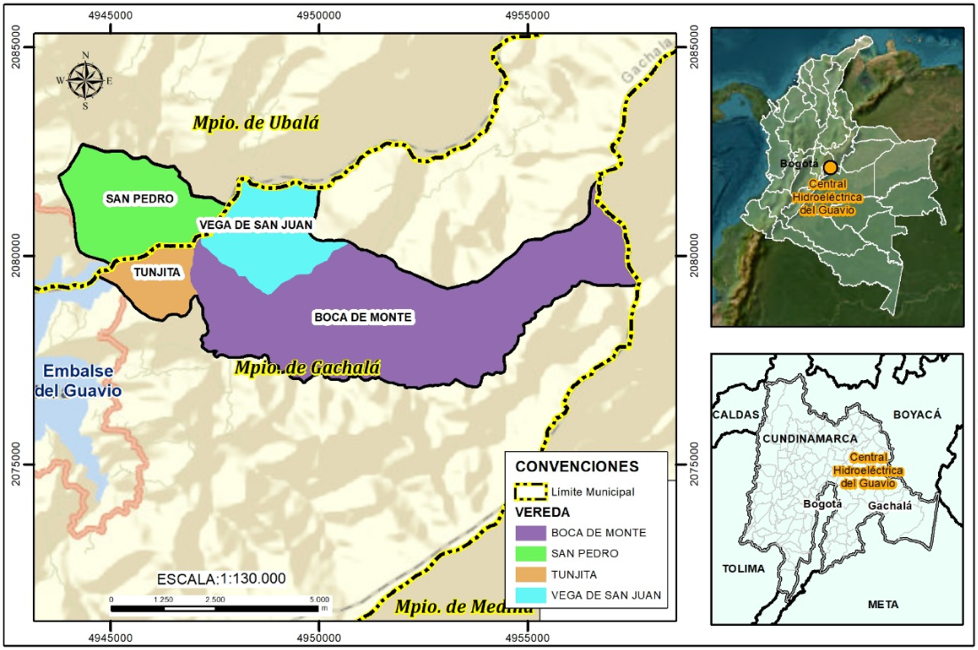 4945000
4950000
4955000
2085000
2085000
N
W
E
S
Gachala
Mpio. de Ubalá
SAN PEDRO
VEGA DE SAN JUAN
2080000
2080000
TUNJITA
BOCA DE MONTE
Mpio. de Gachalá
Embalse
del Guavio
2075000
2075000
CONVENCIONES
Límite Municipal
VEREDA
BOCA DE MONTE
SAN PEDRO
TUNJITA
VEGA DE SAN JUAN
ESCALA:1:130.000
0 1.250 2.500 5.000
m
Mpio. de Medina
4945000
4950000
4955000
Bogotá
Central
Hidroeléctrica
del Guavio
CALDAS
BOYACÁ
CUNDINAMARCA
Central
Hidroeléctrica
del Guavio
Bogotá
Gachalá
TOLIMA
META